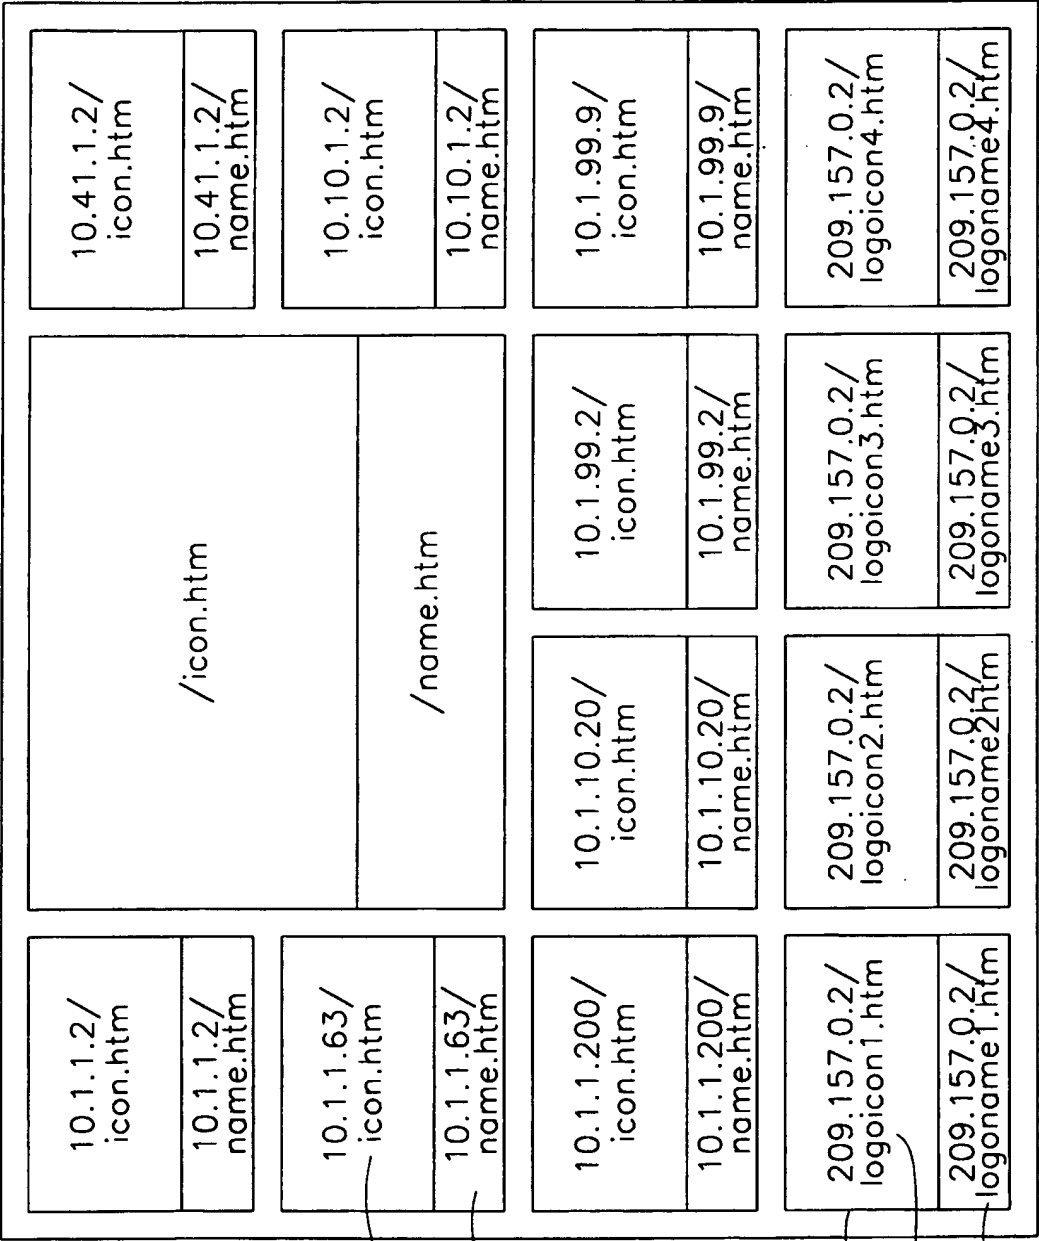 10.1.1.2/
icon.htm
10.1.1.2/
name.htm
/icon.htm
/name.htm
10.41.1.2/
icon.htm
10.41.1.2/
name.htm
10.1.1.63/
icon.htm
10.1.1.63/
name.htm
10.10.1.2/
icon.htm
10.10.1.2/
name.htm
10.1.1.200/
icon.htm
10.1.1.200/
name.htm
10.1.10.20/
icon.htm
10.1.10.20/
name.htm
10.1.99.2/
icon.htm
10.1.99.2/
name.htm
10.1.99.9/
icon.htm
10.1.99.9/
name.htm
209.157.0.2/
logoicon1.htm
209.157.0.2/
logoname1.htm
209.157.0.2/
logoicon2.htm
209.157.0.2/
logoname2htm
209.157.0.2/
logoicon3.htm
209.157.0.2/
logoname3.htm
209.157.0.2/
logoicon4.htm
209.157.0.2/
logoname4.htm